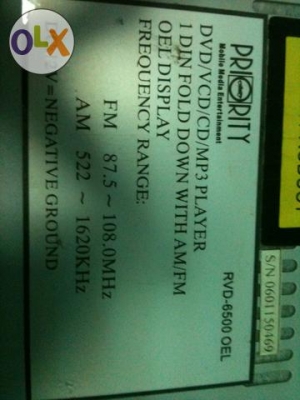 OLX
PRIORITY
Mobile Media Entertainment
RVD-6500 OEL
DVD/VCD/CD/MP3 PLAYER
1 DIN FOLD DOWN WITH AM/FM
OEL DISPLAY
FREQUENCY RANGE:
FM 87.5 ~ 108.0MHz
AM 522 ~ 1620KHz
V=NEGATIVE GROUND
S/N 0601150469